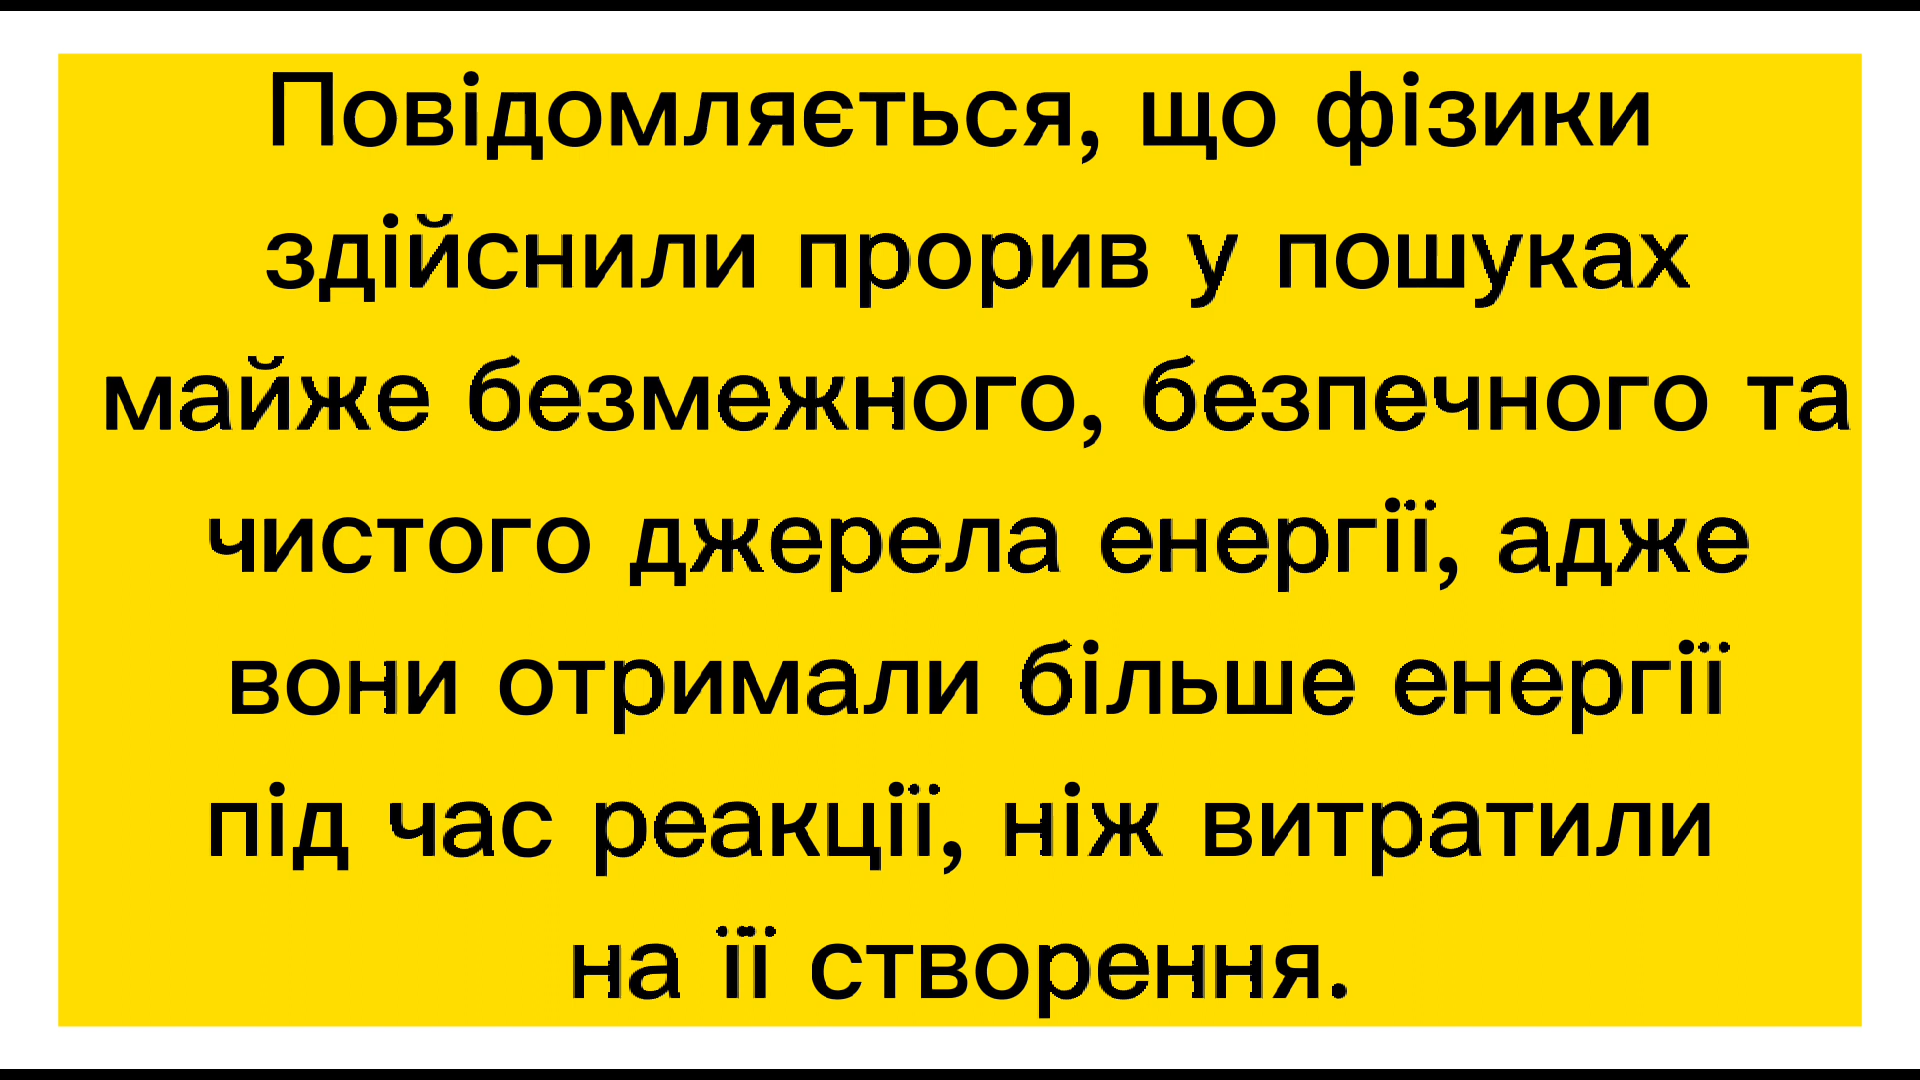 Повідомляється, що фізики
здійснили прорив у пошуках
майже безмежного, безпечного та
чистого джерела енергії, адже
вони отримали більше енергії
під час реакції, ніж витратили
на її створення.